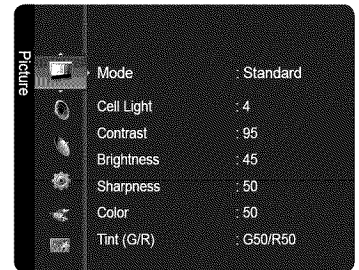 Picture
Mode : Standard
Cell Light : 4
Contrast : 95
Brightness : 45
Sharpness : 50
Color : 50
Tint (G/R) : G50/R50